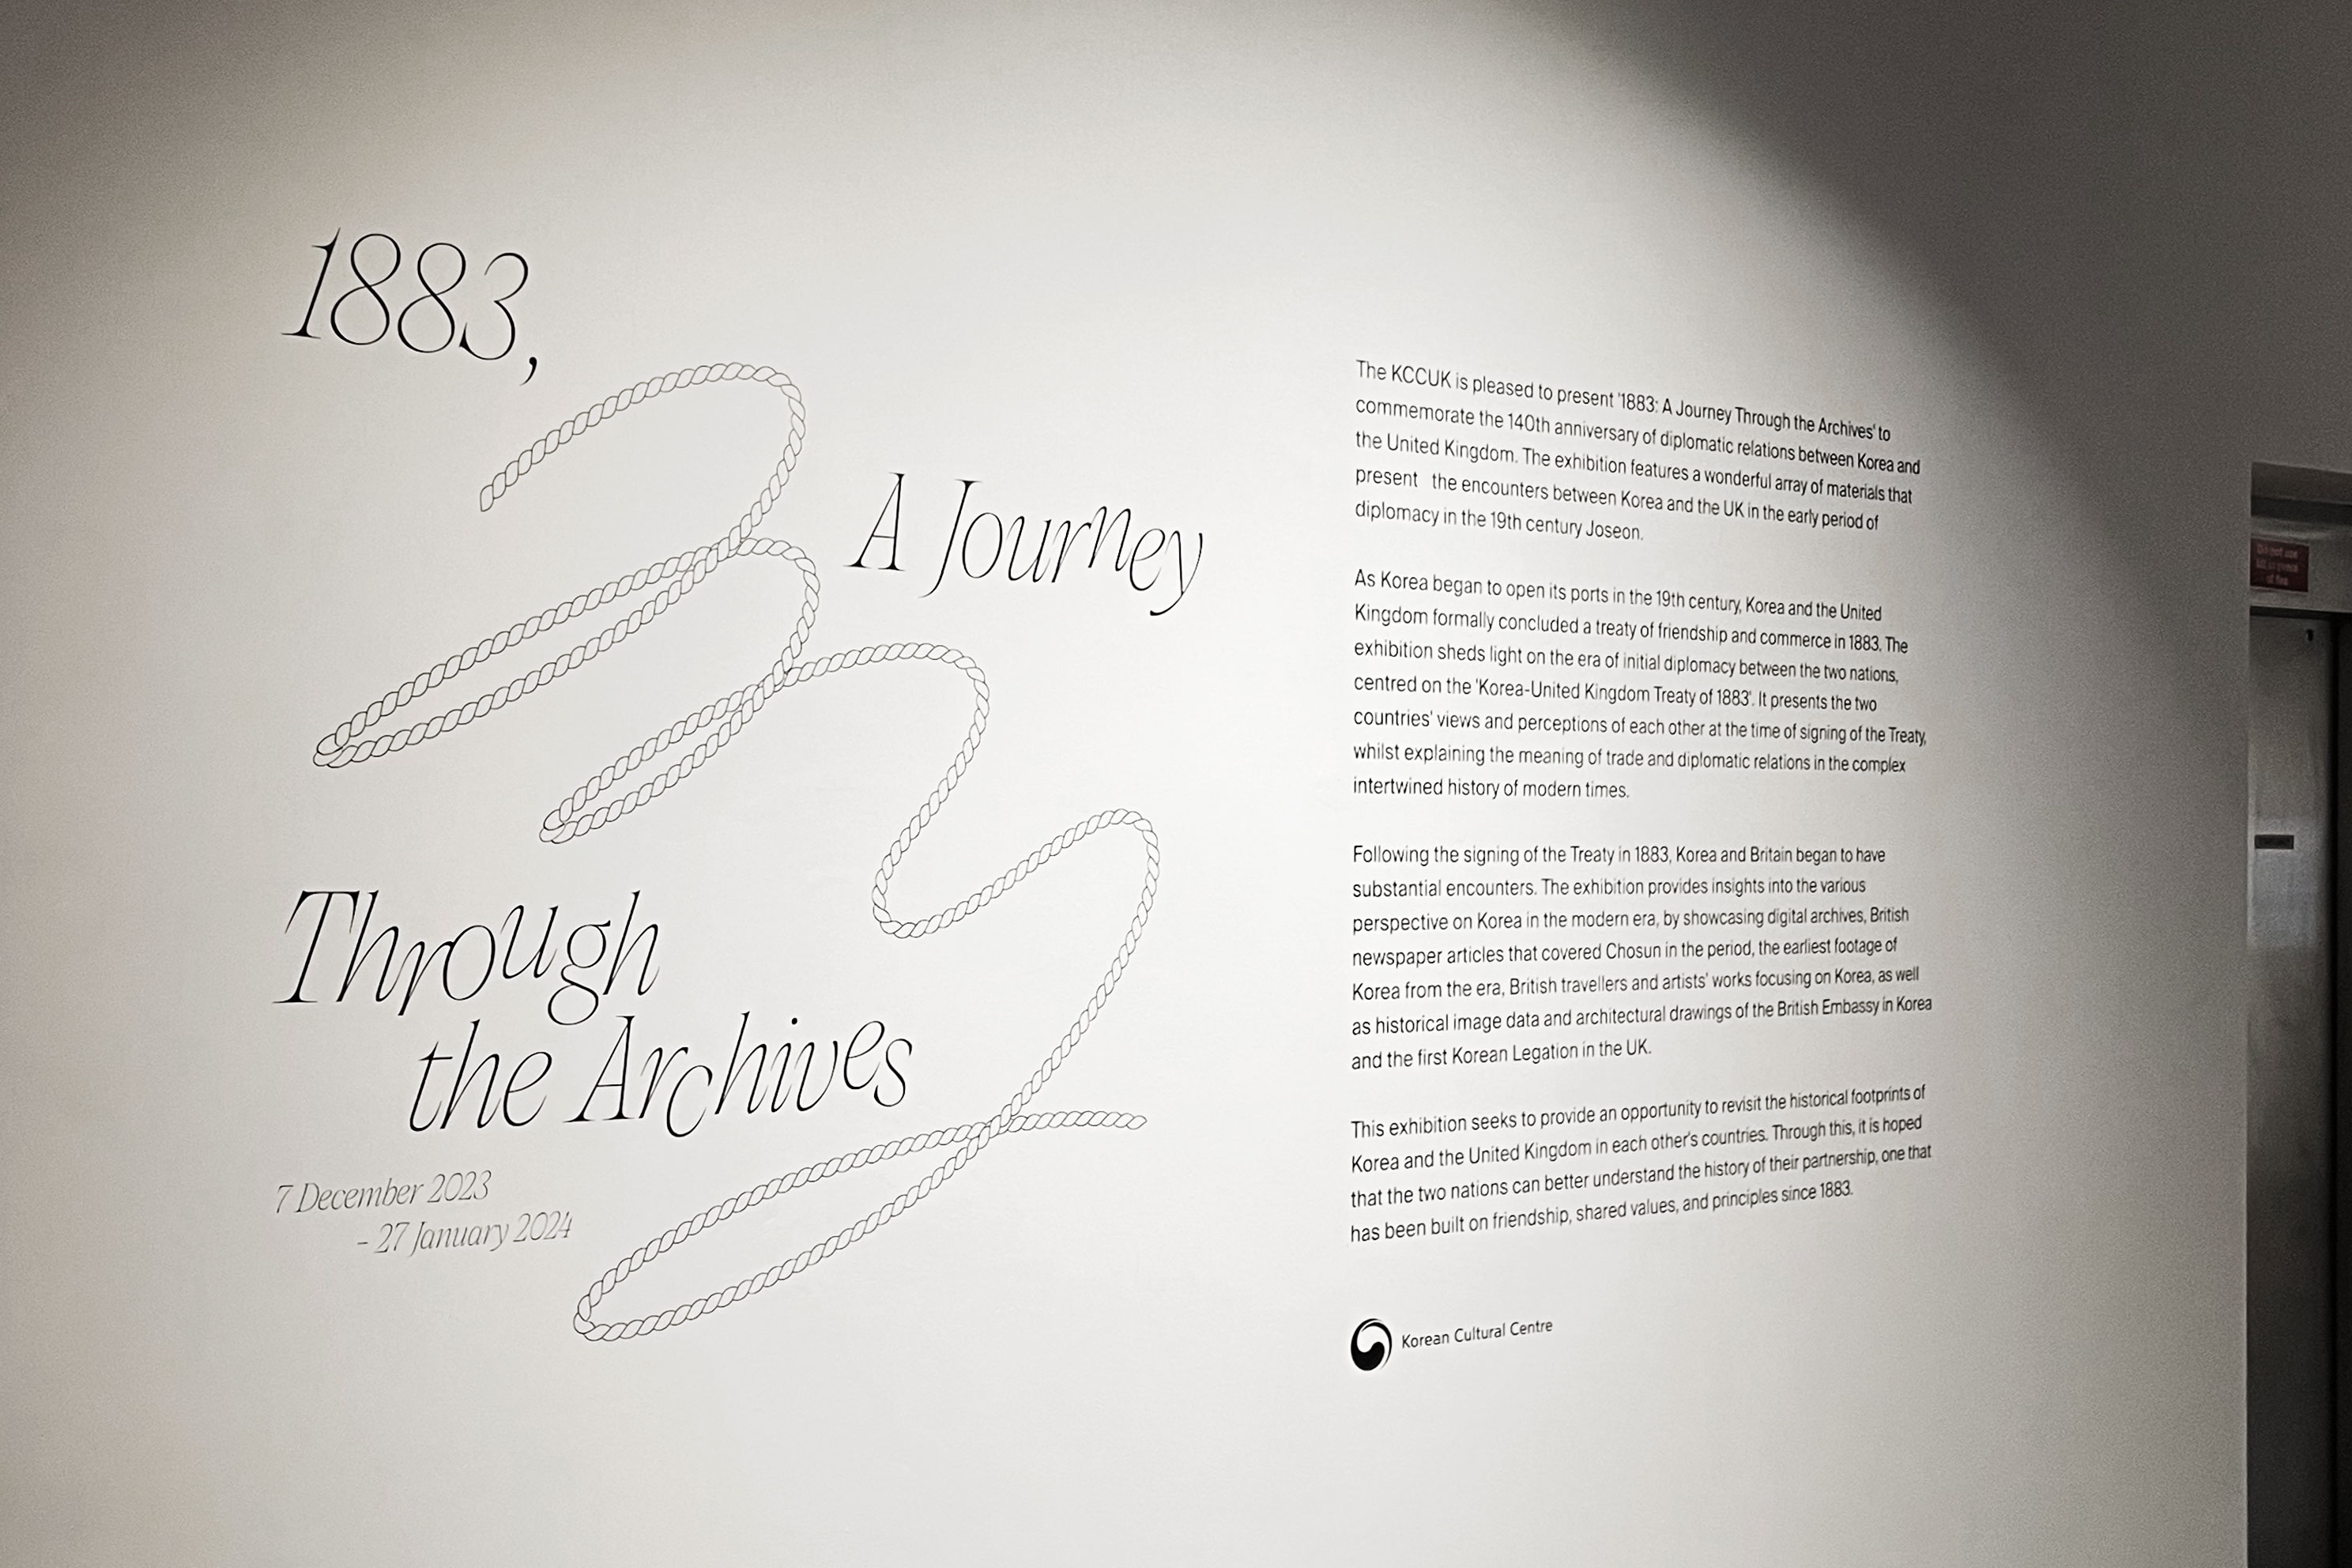 1883,
A Journey
Through
the Archives
7 December 2023
- 27 January 2024
The KCCUK is pleased to present '1883: A Journey Through the Archives' to
commemorate the 140th anniversary of diplomatic relations between Korea and
the United Kingdom. The exhibition features a wonderful array of materials that
present the encounters between Korea and the UK in the early period of
diplomacy in the 19th century Joseon.
As Korea began to open its ports in the 19th century, Korea and the United
Kingdom formally concluded a treaty of friendship and commerce in 1883. The
exhibition sheds light on the era of initial diplomacy between the two nations,
centred on the 'Korea-United Kingdom Treaty of 1883'. It presents the two
countries' views and perceptions of each other at the time of signing of the Treaty,
whilst explaining the meaning of trade and diplomatic relations in the complex
intertwined history of modern times.
Following the signing of the Treaty in 1883, Korea and Britain began to have
substantial encounters. The exhibition provides insights into the various
perspective on Korea in the modern era, by showcasing digital archives, British
newspaper articles that covered Chosun in the period, the earliest footage of
Korea from the era, British travellers and artists' works focusing on Korea, as well
as historical image data and architectural drawings of the British Embassy in Korea
and the first Korean Legation in the UK.
This exhibition seeks to provide an opportunity to revisit the historical footprints of
Korea and the United Kingdom in each other's countries. Through this, it is hoped
that the two nations can better understand the history of their partnership, one that
has been built on friendship, shared values, and principles since 1883.
Korean Cultural Centre
Do not use
of fire